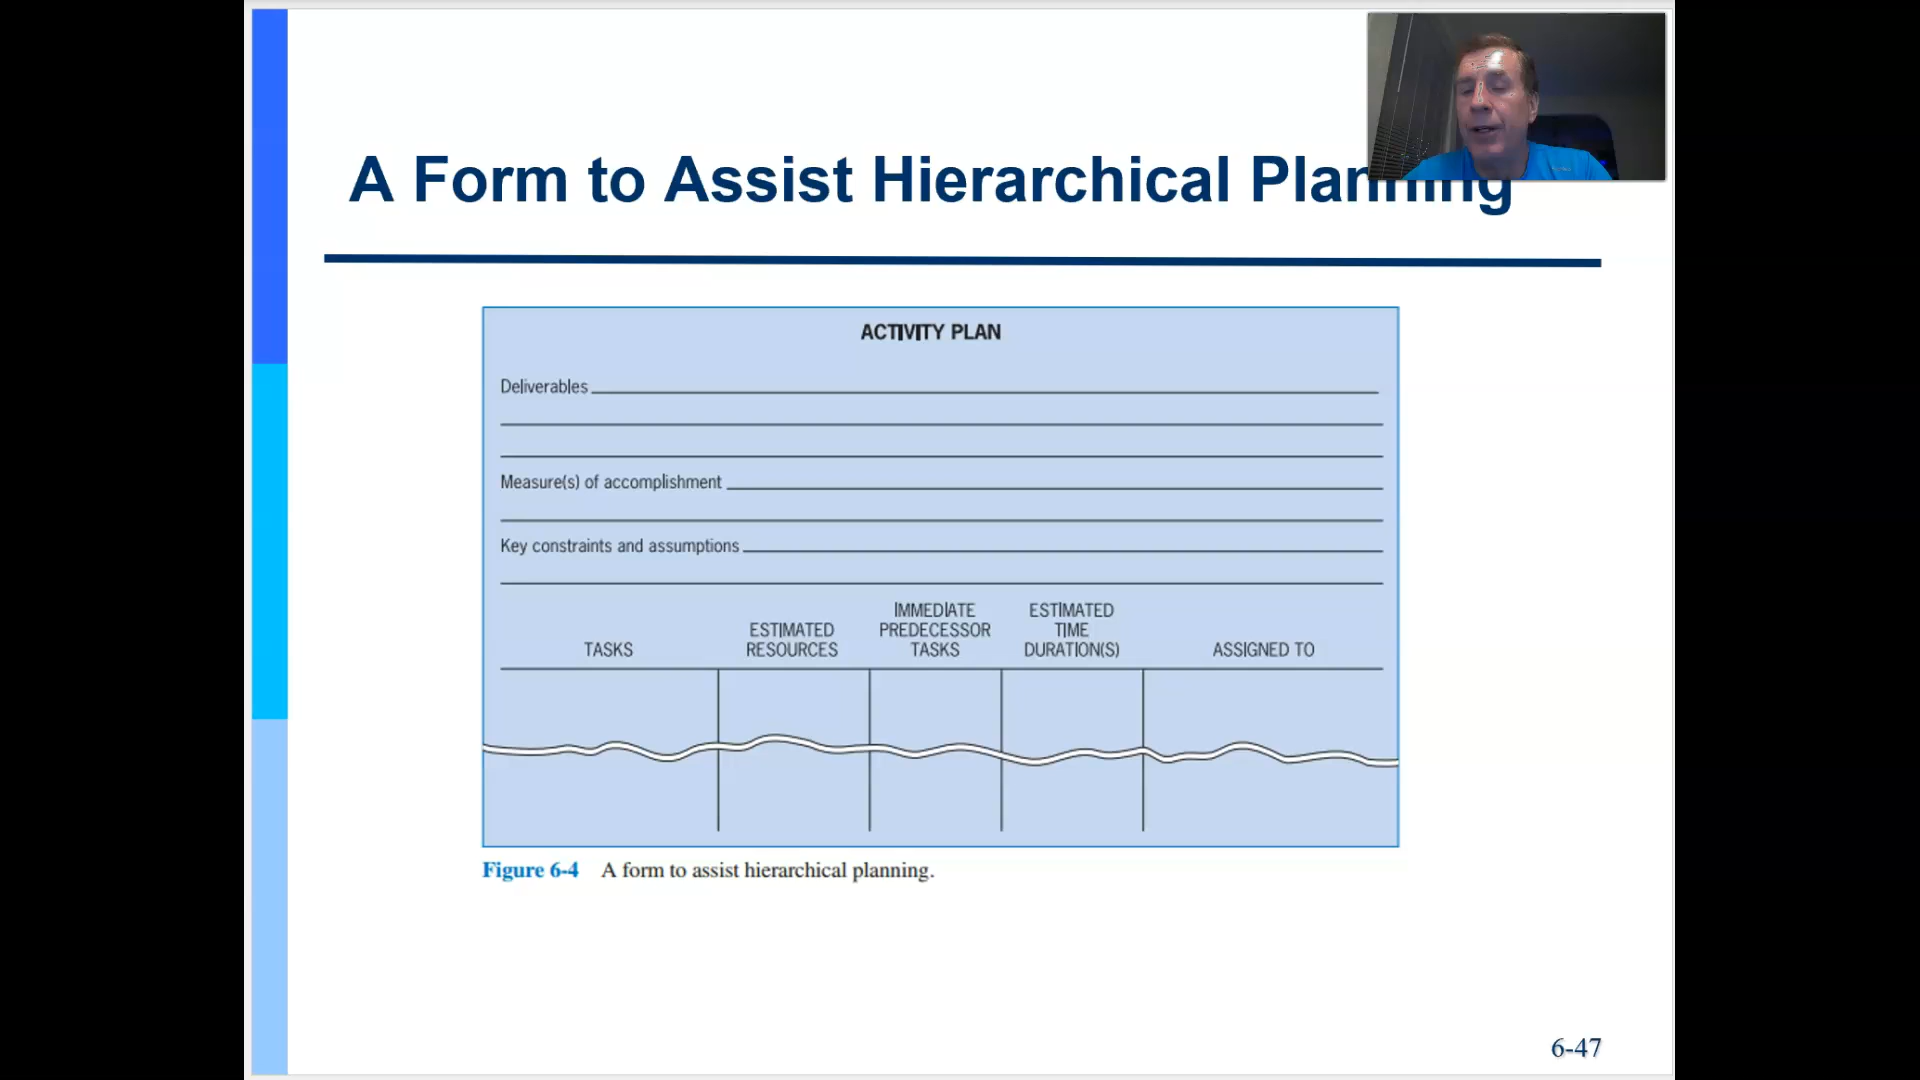 A Form to Assist Hierarchical Planning
ACTIVITY PLAN
Deliverables
Measure(s) of accomplishment
Key constraints and assumptions
TASKS
ESTIMATED
RESOURCES
IMMEDIATE
PREDECESSOR
TASKS
ESTIMATED
TIME
DURATION(S)
ASSIGNED TO
Figure 6-4 A form to assist hierarchical planning.
6-47